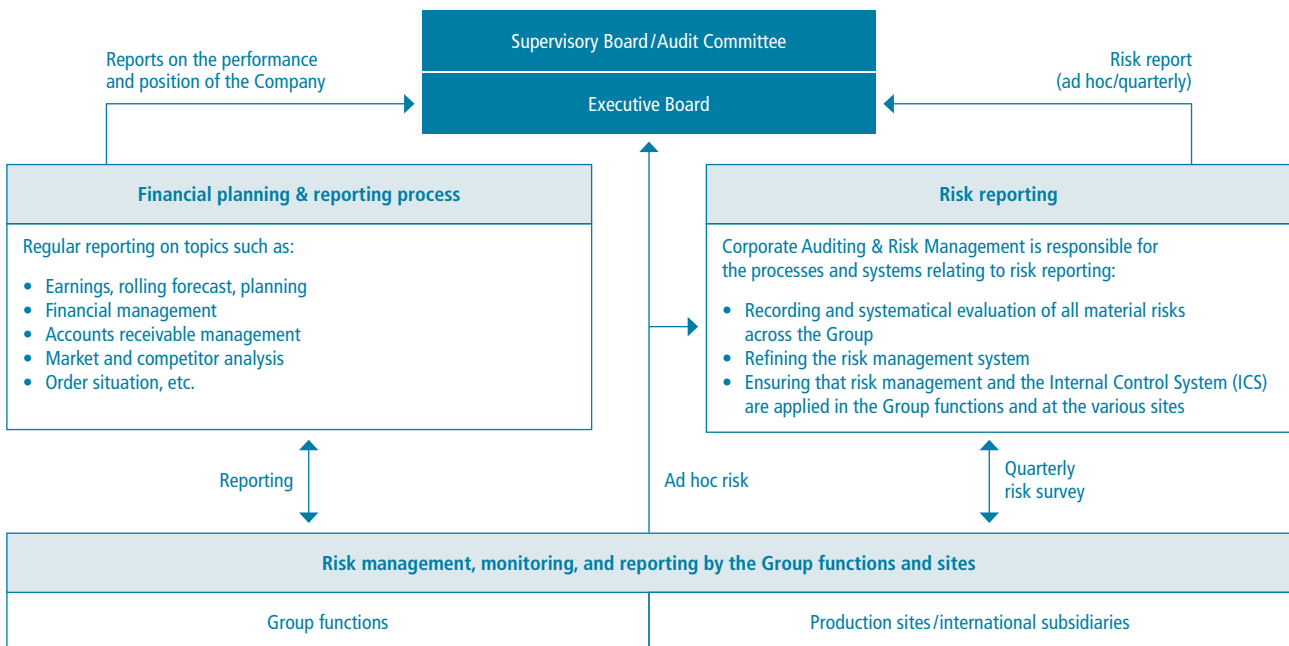 Supervisory Board/Audit Committee
Executive Board
Reports on the performance
and position of the Company
Risk report
(ad hoc/quarterly)
Financial planning & reporting process
Regular reporting on topics such as:
• Earnings, rolling forecast, planning
• Financial management
• Accounts receivable management
• Market and competitor analysis
• Order situation, etc.
Risk reporting
Corporate Auditing & Risk Management is responsible for
the processes and systems relating to risk reporting:
• Recording and systematical evaluation of all material risks
across the Group
• Refining the risk management system
• Ensuring that risk management and the Internal Control System (ICS)
are applied in the Group functions and at the various sites
Reporting
Ad hoc risk
Quarterly
risk survey
Risk management, monitoring, and reporting by the Group functions and sites
Group functions
Production sites/international subsidiaries